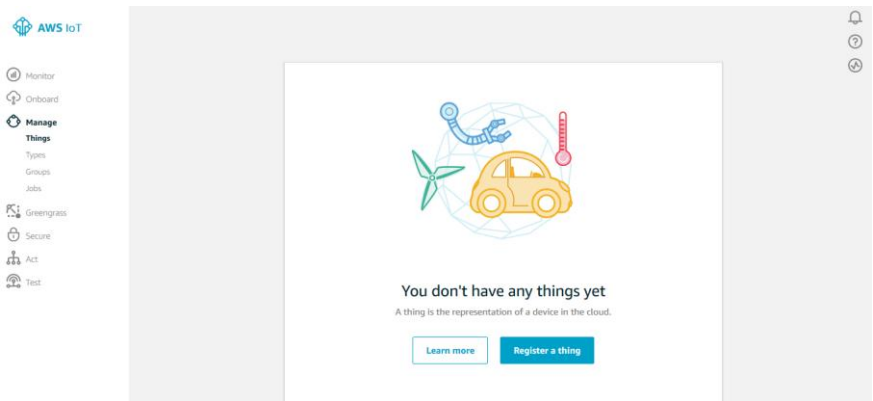 AWS IoT
Monitor
Onboard
Manage
Things
Types
Groups
Jobs
Greengrass
Secure
Act
Test
You don't have any things yet
A thing is the representation of a device in the cloud.
Learn more Register a thing